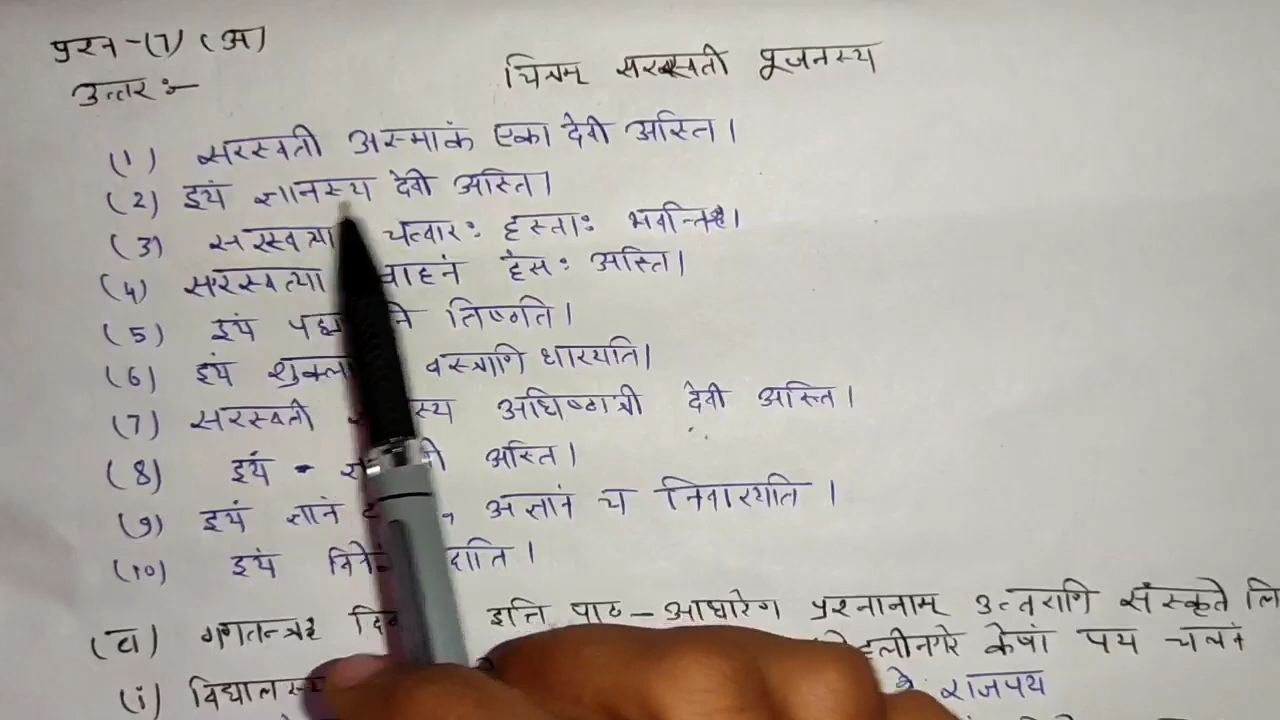 प्रश्न-(7) (अ)
उत्तर :-
चित्रम् सरस्वती पूजनस्य
(1) सरस्वती अस्माकं एका देवी अस्ति।
(2) इयं ज्ञानस्य देवी अस्ति।
(3) सरस्वत्या चत्वार: हस्ता: भवन्ति।
(4) सरस्वत्या वाहनं हंस: अस्ति।
(5) इयं तिष्ठति।
(6) इयं वस्त्राणि धारयति।
(7) सरस्वती अधिष्ठात्री देवी अस्ति।
(8) इयं अस्ति।
(9) इयं ज्ञानं अज्ञानं च निवारयति।
(10) इयं
(ब) गणतन्त्र इति पाठ-आधारेण प्रश्नानाम् उत्तराणि संस्कृते
केषां पथ चलनं
(i) राजपथ